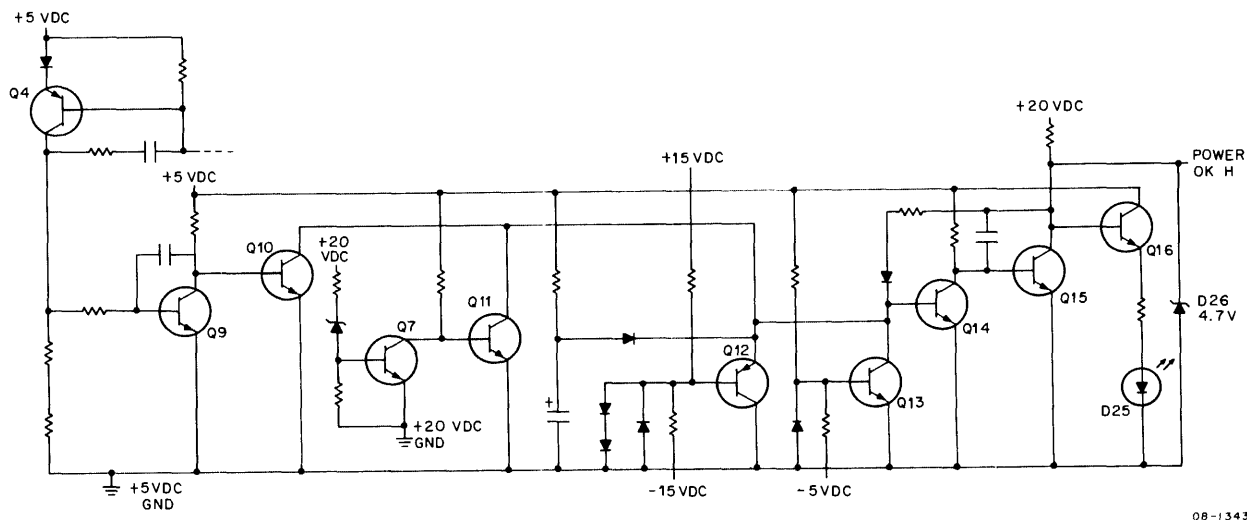 +5 VDC
Q4
+5 VDC
Q10
Q9
+20
VDC
Q7
+20 VDC
GND
Q11
+15 VDC
Q12
-15 VDC
-5 VDC
Q13
Q14
+20 VDC
Q15
Q16
POWER
OK H
D26
4.7V
D25
+5VDC
GND
08-1343